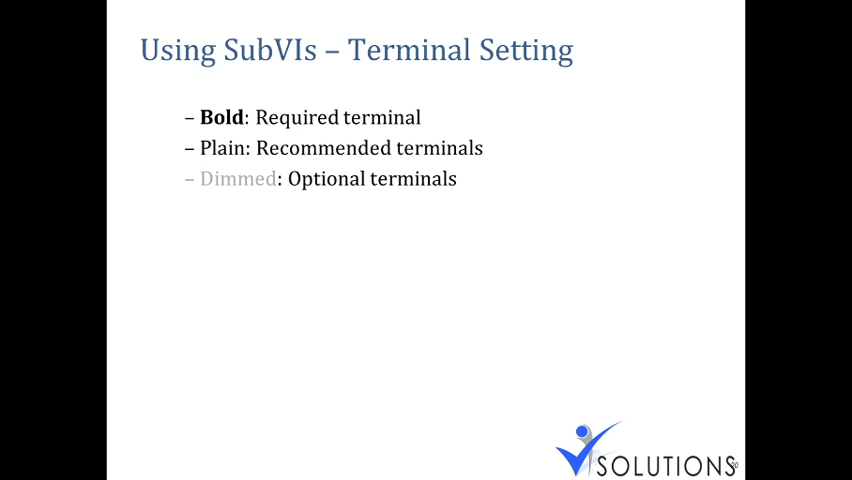 Using SubVIs – Terminal Setting
– Bold: Required terminal
– Plain: Recommended terminals
– Dimmed: Optional terminals
SOLUTIONS